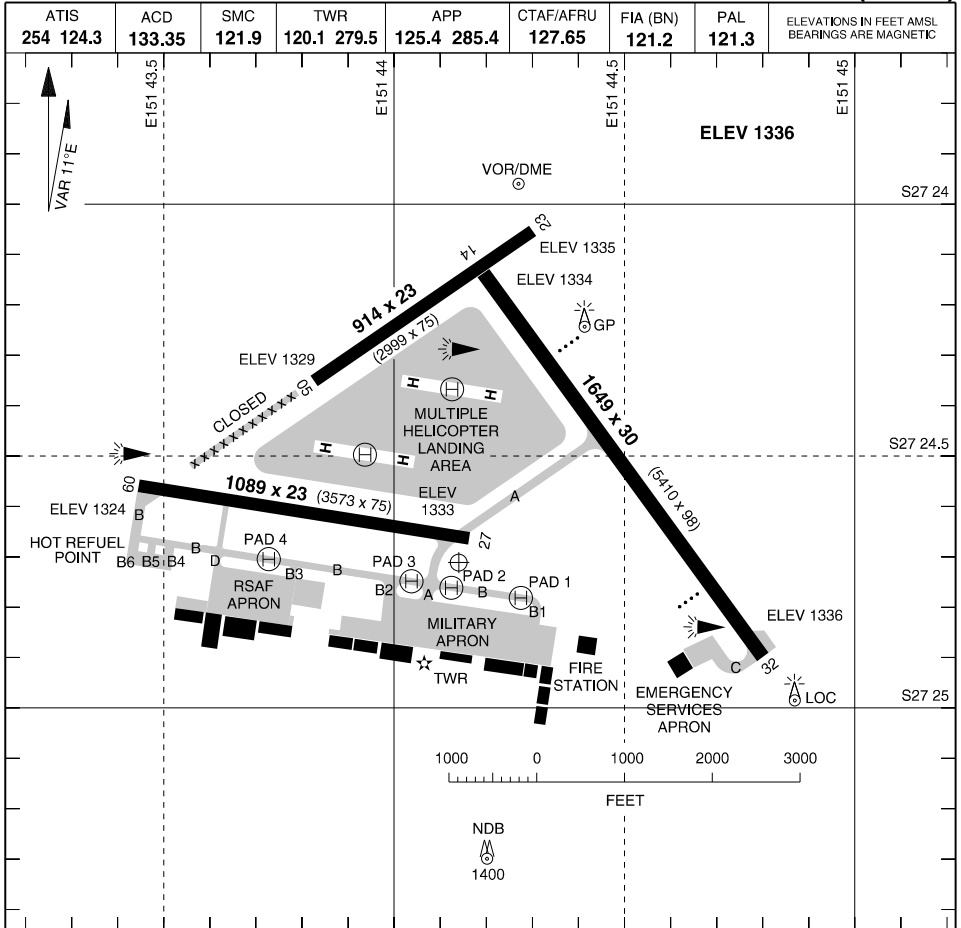 ATIS
254 124.3
ACD
133.35
SMC
121.9
TWR
120.1 279.5
APP
125.4 285.4
CTAF/AFRU
127.65
FIA (BN)
121.2
PAL
121.3
ELEVATIONS IN FEET AMSL
BEARINGS ARE MAGNETIC
E151 43.5
E151 44
E151 44.5
E151 45
VAR 11°E
ELEV 1336
VOR/DME
S27 24
23
14
ELEV 1335
ELEV 1334
914 x 23
(2999 x 75)
GP
ELEV 1329
05
CLOSED
x x x x x x x x x x x
H
H
H
MULTIPLE
HELICOPTER
LANDING
AREA
1649 x 30
(5410 x 98)
S27 24.5
H
H
H
09
1089 x 23 (3573 x 75)
ELEV
1333
A
ELEV 1324
B
27
HOT REFUEL
POINT
B6 B5 B4
B
D
PAD 4
H
B3
B
PAD 3
H
B2
A
PAD 2
H
B
PAD 1
H
B1
RSAF
APRON
MILITARY
APRON
ELEV 1336
TWR
FIRE
STATION
C
32
EMERGENCY
SERVICES
APRON
LOC
S27 25
1000 0 1000 2000 3000
FEET
NDB
1400